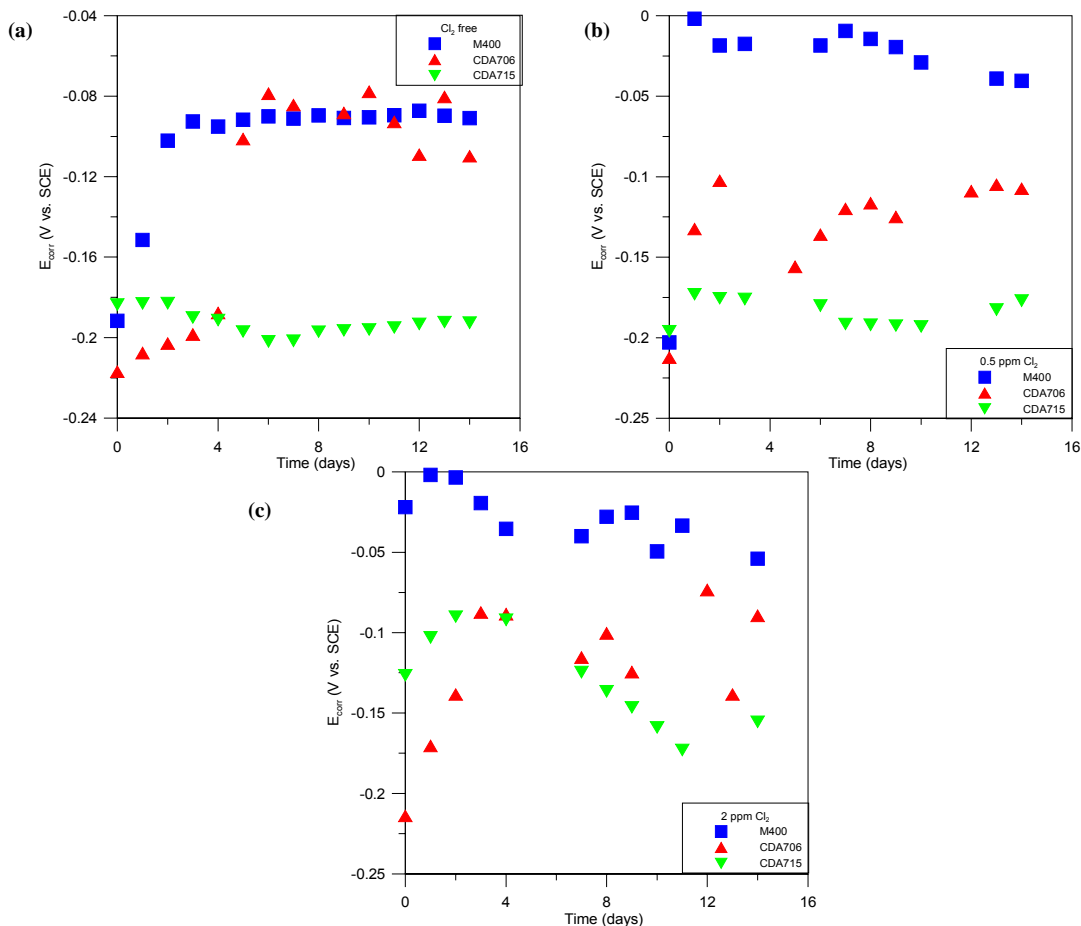 (a)
-0.04
-0.08
-0.12
-0.16
-0.2
-0.24
E_corr (V vs. SCE)
0 4 8 12 16
Time (days)
Cl₂ free
M400
CDA706
CDA715
(b)
0
-0.05
-0.1
-0.15
-0.2
-0.25
E_corr (V vs. SCE)
0 4 8 12 16
Time (days)
0.5 ppm Cl₂
M400
CDA706
CDA715
(c)
0
-0.05
-0.1
-0.15
-0.2
-0.25
E_corr (V vs. SCE)
0 4 8 12 16
Time (days)
2 ppm Cl₂
M400
CDA706
CDA715